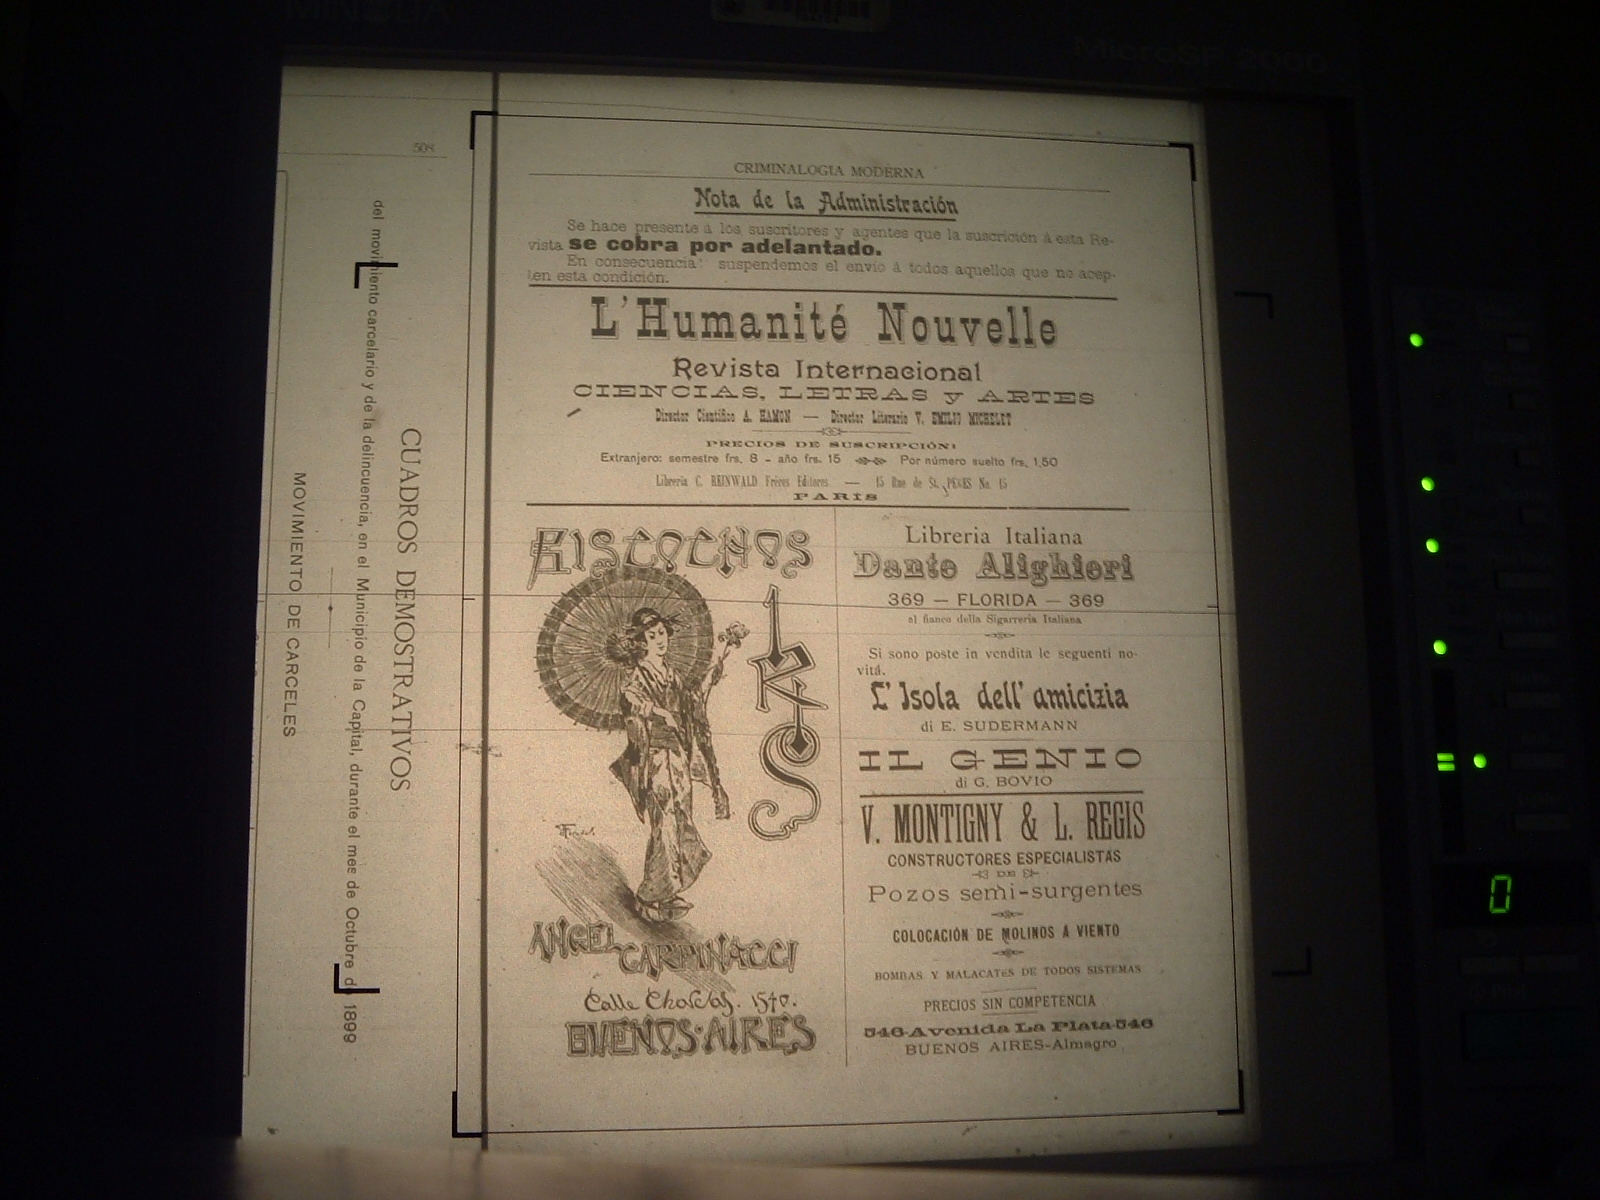 MINOLTA
MicroSP 2000
508
CUADROS DEMOSTRATIVOS
del movimiento carcelario y de la delincuencia, en el Municipio de la Capital, durante el mes de Octubre de 1899
MOVIMIENTO DE CARCELES
CRIMINALOGIA MODERNA
Nota de la Administración
Se hace presente á los suscritores y agentes que la suscrición á esta Re-
vista se cobra por adelantado.
En consecuencia: suspendemos el envio á todos aquellos que no acep-
ten esta condición.
L'Humanité Nouvelle
Revista Internacional
CIENCIAS, LETRAS y ARTES
Director Científico A. HAMON — Director Literario V. EMILIO MICHELET
PRECIOS DE SUSCRIPCIÓN:
Extranjero: semestre frs. 8 - año frs. 15 Por número suelto frs. 1,50
Libreria C. REINWALD Fréres Editores — 15 Rue de St. PÉRES No. 15
PARÍS
BISCOCHOS
IRIS
ANGEL
CARPINACCI
Calle Charcas. 1540.
BUENOS·AIRES
Libreria Italiana
Dante Alighieri
369 — FLORIDA — 369
al fianco della Sigarreria Italiana
Si sono poste in vendita le seguenti no-
vitá.
L'Isola dell' amicizia
di E. SUDERMANN
IL GENIO
di G. BOVIO
V. MONTIGNY & L. REGIS
CONSTRUCTORES ESPECIALISTAS
DE
Pozos semi-surgentes
COLOCACIÓN DE MOLINOS Á VIENTO
BOMBAS Y MALACATES DE TODOS SISTEMAS
PRECIOS SIN COMPETENCIA
546-Avenida La Plata-546
BUENOS AIRES-Almagro
0